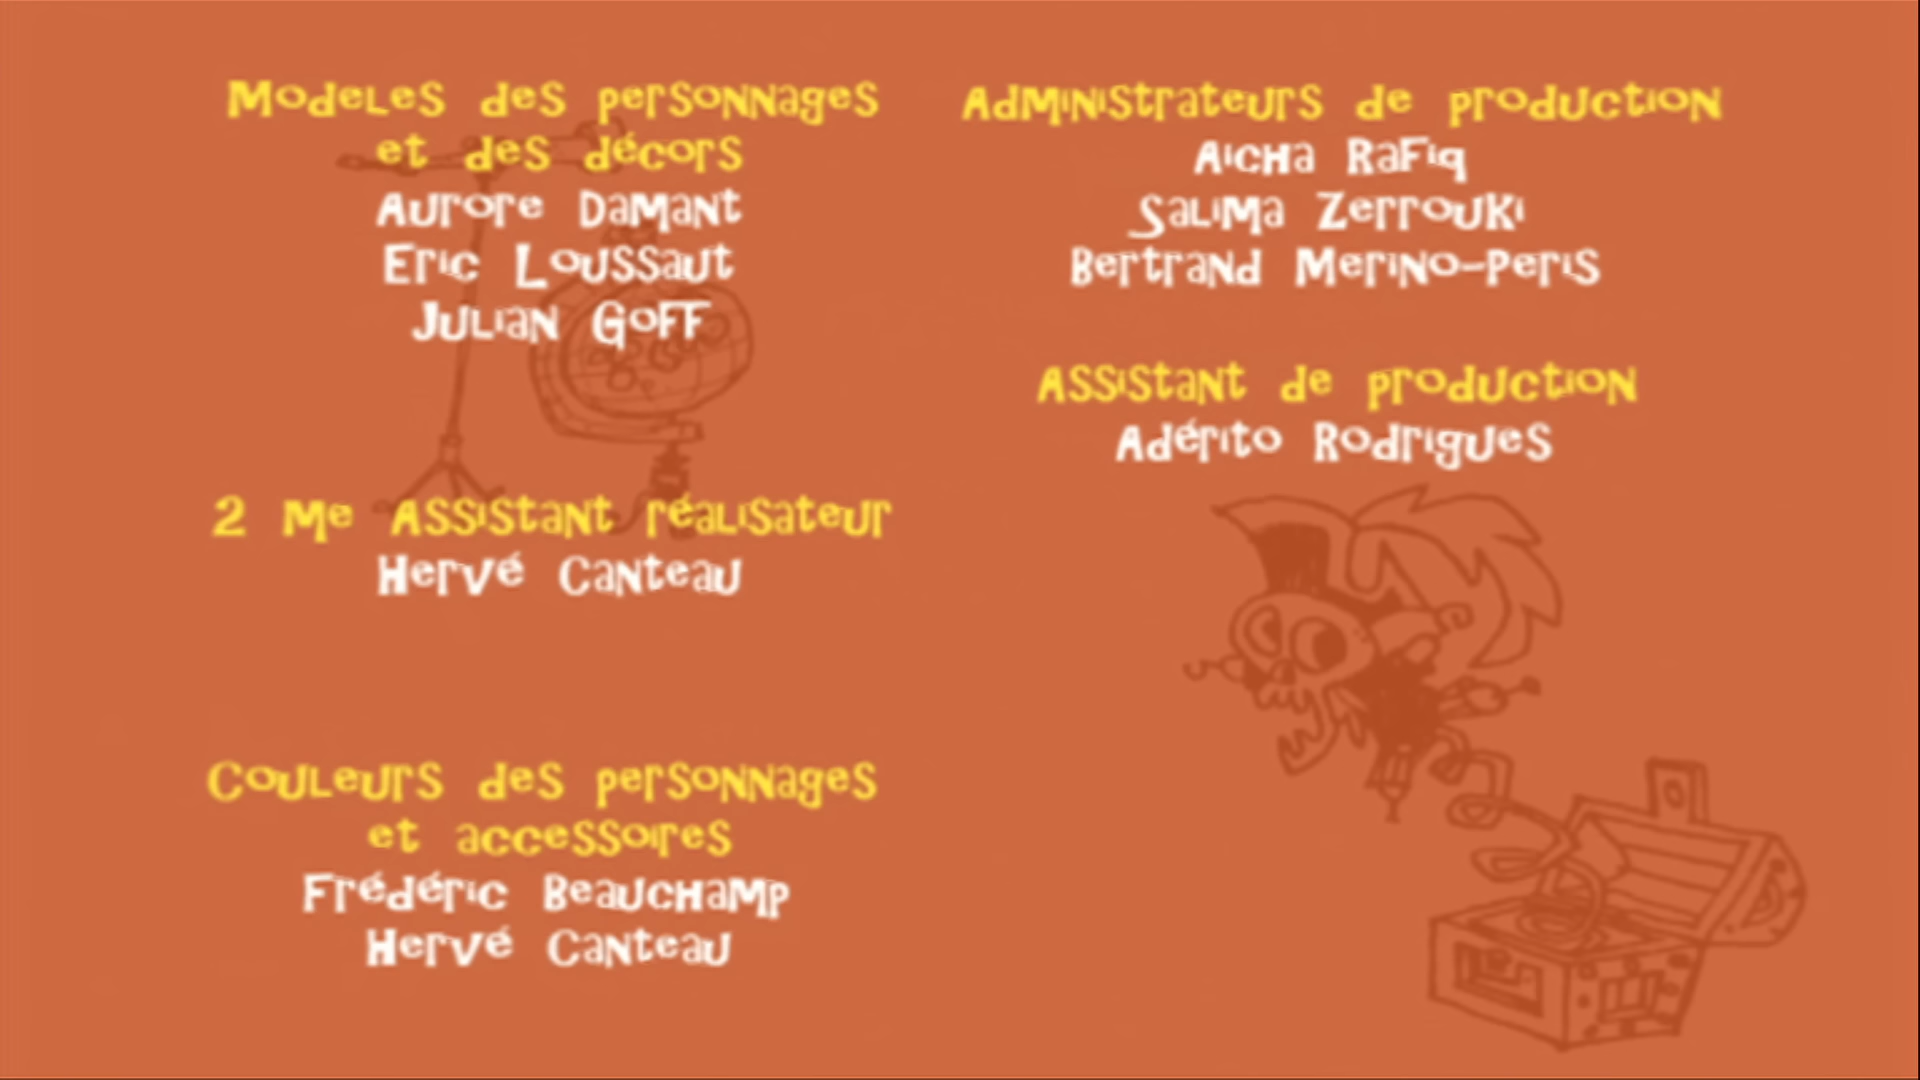 Modeles des personnages
et des décors
Aurore Damant
Eric Loussaut
Julian Goff
2 Me Assistant réalisateur
Hervé Canteau
Couleurs des personnages
et accessoires
Frédéric Beauchamp
Hervé Canteau
Administrateurs de production
Aicha Rafiq
Salima Zerrouki
Bertrand Merino-Peris
Assistant de production
Adérito Rodrigues